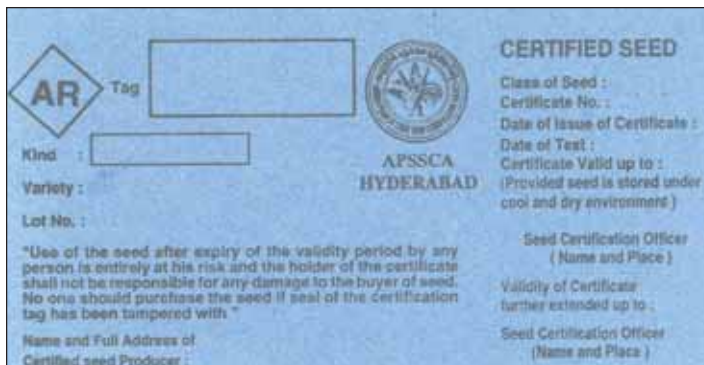 AR
Tag
Kind :
Variety :
Lot No. :
"Use of the seed after expiry of the validity period by any
person is entirely at his risk and the holder of the certificate
shall not be responsible for any damage to the buyer of seed.
No one should purchase the seed if seal of the certification
tag has been tampered with "
Name and Full Address of
Certified seed Producer :
APSSCA
HYDERABAD
CERTIFIED SEED
Class of Seed :
Certificate No. :
Date of Issue of Certificate :
Date of Test :
Certificate Valid up to :
(Provided seed is stored under
cool and dry environment )
Seed Certification Officer
( Name and Place )
Validity of Certificate
further extended up to :
Seed Certification Officer
(Name and Place )